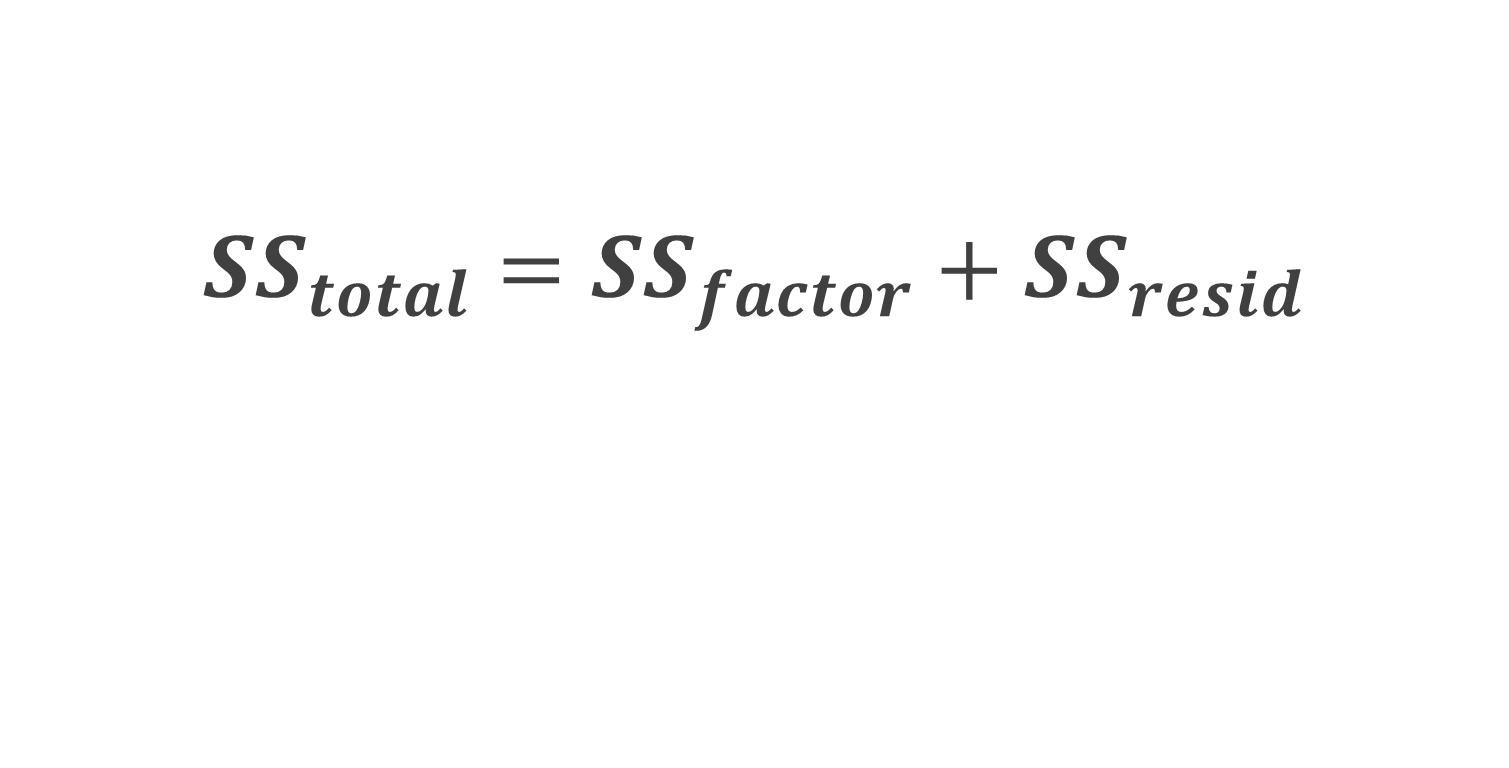 SS_total = SS_factor + SS_resid